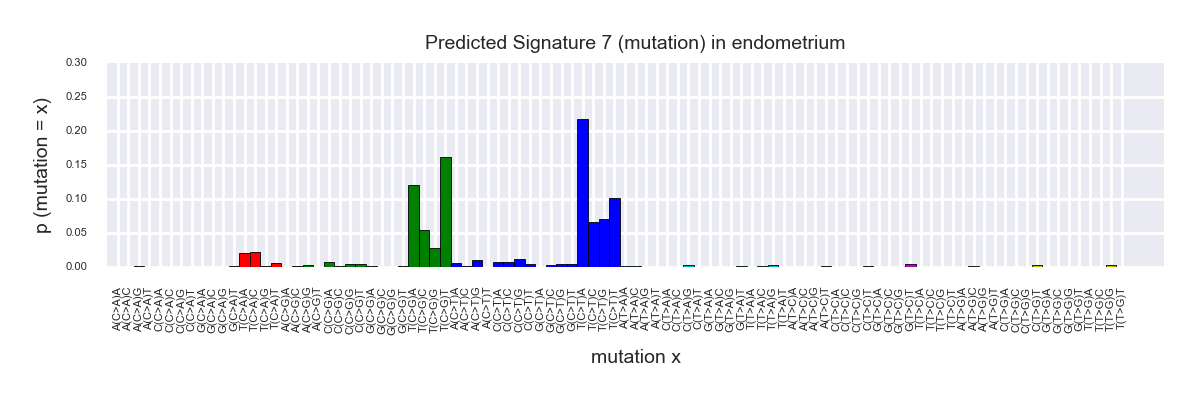 Predicted Signature 7 (mutation) in endometrium
p (mutation = x)
0.30
0.25
0.20
0.15
0.10
0.05
0.00
A(C>A)A
A(C>A)C
A(C>A)G
A(C>A)T
C(C>A)A
C(C>A)C
C(C>A)G
C(C>A)T
G(C>A)A
G(C>A)C
G(C>A)G
G(C>A)T
T(C>A)A
T(C>A)C
T(C>A)G
T(C>A)T
A(C>G)A
A(C>G)C
A(C>G)G
A(C>G)T
C(C>G)A
C(C>G)C
C(C>G)G
C(C>G)T
G(C>G)A
G(C>G)C
G(C>G)G
G(C>G)T
T(C>G)A
T(C>G)C
T(C>G)G
T(C>G)T
A(C>T)A
A(C>T)C
A(C>T)G
A(C>T)T
C(C>T)A
C(C>T)C
C(C>T)G
C(C>T)T
G(C>T)A
G(C>T)C
G(C>T)G
G(C>T)T
T(C>T)A
T(C>T)C
T(C>T)G
T(C>T)T
A(T>A)A
A(T>A)C
A(T>A)G
A(T>A)T
C(T>A)A
C(T>A)C
C(T>A)G
C(T>A)T
G(T>A)A
G(T>A)C
G(T>A)G
G(T>A)T
T(T>A)A
T(T>A)C
T(T>A)G
T(T>A)T
A(T>C)A
A(T>C)C
A(T>C)G
A(T>C)T
C(T>C)A
C(T>C)C
C(T>C)G
C(T>C)T
G(T>C)A
G(T>C)C
G(T>C)G
G(T>C)T
T(T>C)A
T(T>C)C
T(T>C)G
T(T>C)T
A(T>G)A
A(T>G)C
A(T>G)G
A(T>G)T
C(T>G)A
C(T>G)C
C(T>G)G
C(T>G)T
G(T>G)A
G(T>G)C
G(T>G)G
G(T>G)T
T(T>G)A
T(T>G)C
T(T>G)G
T(T>G)T
mutation x